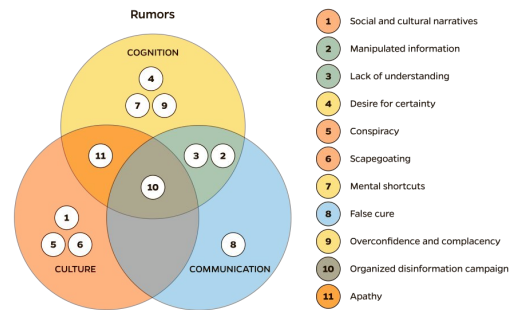 Rumors
COGNITION
4
7 9
11
3 2
10
1
5 6
8
CULTURE
COMMUNICATION
1 Social and cultural narratives
2 Manipulated information
3 Lack of understanding
4 Desire for certainty
5 Conspiracy
6 Scapegoating
7 Mental shortcuts
8 False cure
9 Overconfidence and complacency
10 Organized disinformation campaign
11 Apathy